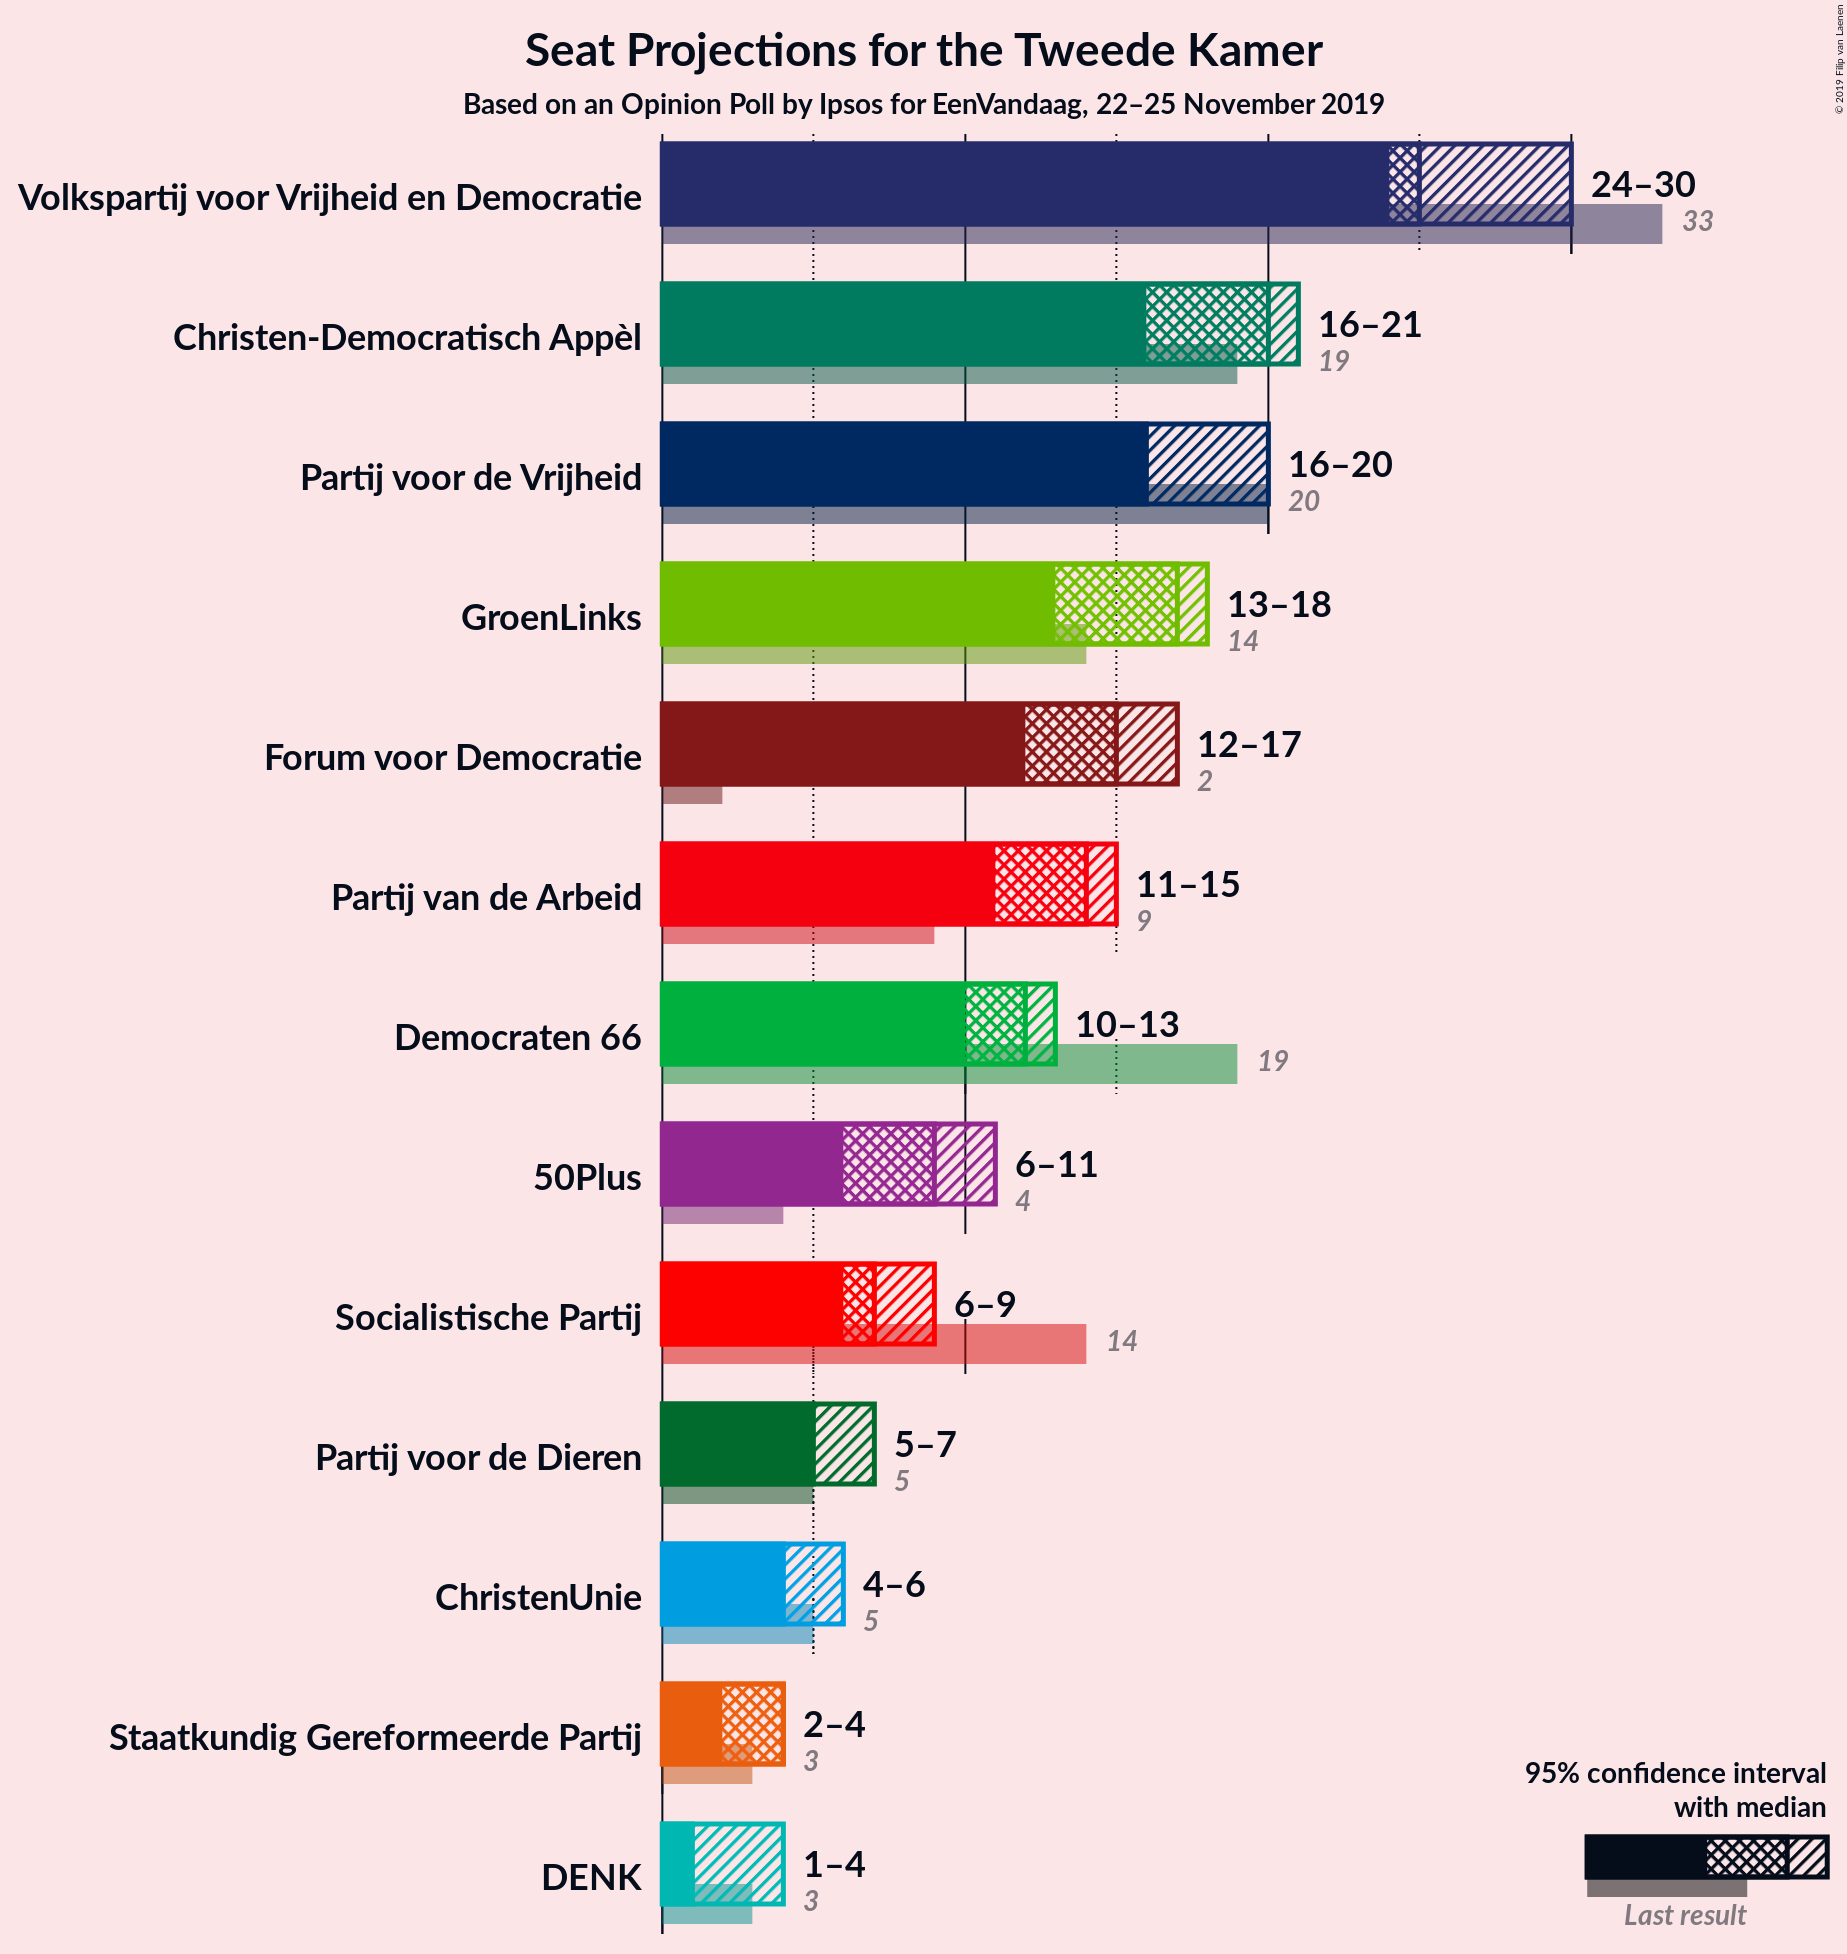 Seat Projections for the Tweede Kamer
Based on an Opinion Poll by Ipsos for EenVandaag, 22–25 November 2019
© 2019 Filip van Laenen
Volkspartij voor Vrijheid en Democratie
24–30
33
Christen-Democratisch Appèl
16–21
19
Partij voor de Vrijheid
16–20
20
GroenLinks
13–18
14
Forum voor Democratie
12–17
2
Partij van de Arbeid
11–15
9
Democraten 66
10–13
19
50Plus
6–11
4
Socialistische Partij
6–9
14
Partij voor de Dieren
5–7
5
ChristenUnie
4–6
5
Staatkundig Gereformeerde Partij
2–4
3
DENK
1–4
3
95% confidence interval
with median
Last result